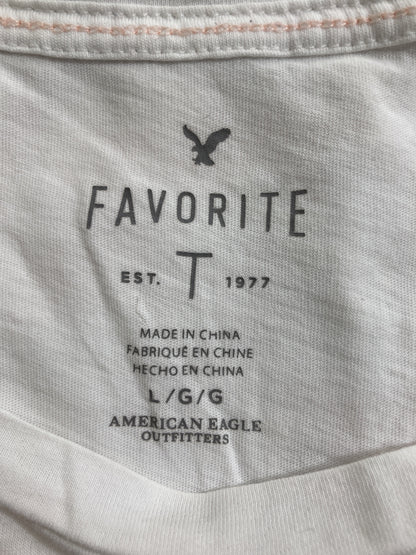 FAVORITE
EST. T 1977
MADE IN CHINA
FABRIQUÉ EN CHINE
HECHO EN CHINA
L/G/G
AMERICAN EAGLE
OUTFITTERS